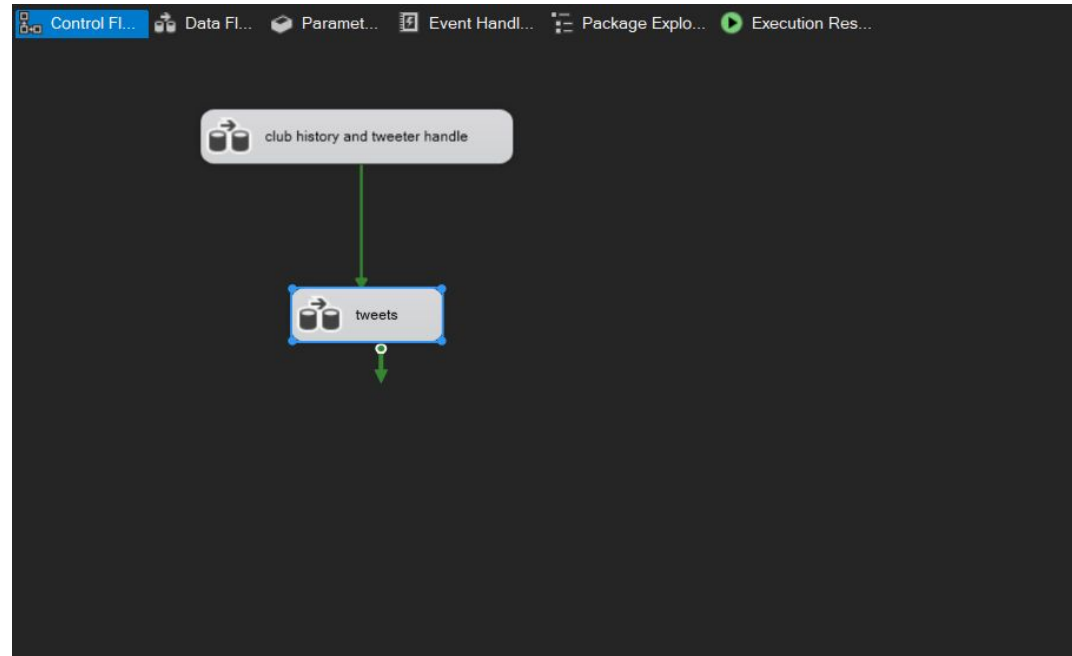 Control Fl... Data Fl... Paramet... Event Handl... Package Explo... Execution Res...
club history and tweeter handle
tweets